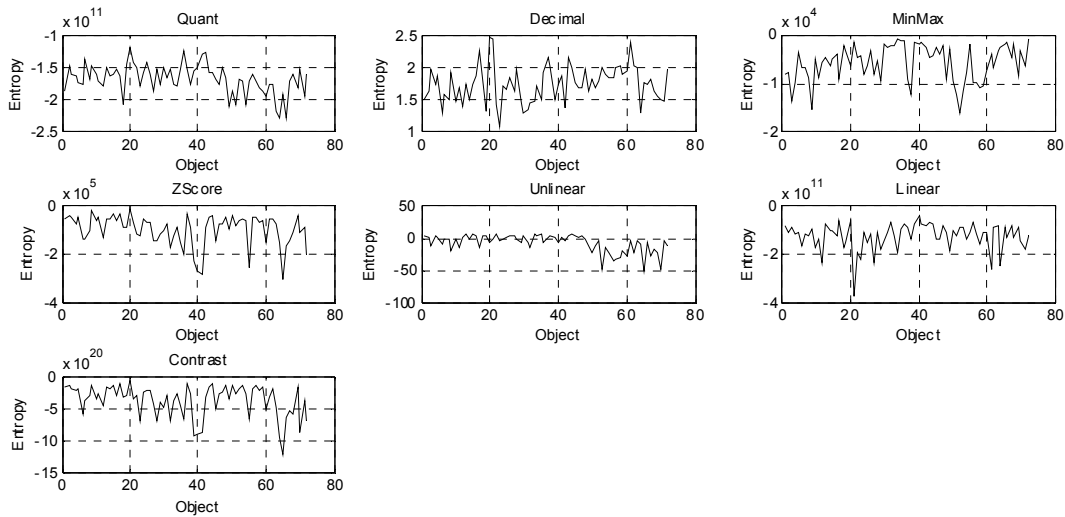 x 10^11
Quant
Entropy
-1
-1.5
-2
-2.5
0 20 40 60 80
Object
Decimal
Entropy
2.5
2
1.5
1
0 20 40 60 80
Object
x 10^4
MinMax
Entropy
0
-1
-2
0 20 40 60 80
Object
x 10^5
ZScore
Entropy
0
-2
-4
0 20 40 60 80
Object
Unlinear
Entropy
50
0
-50
-100
0 20 40 60 80
Object
x 10^11
Linear
Entropy
0
-2
-4
0 20 40 60 80
Object
x 10^20
Contrast
Entropy
0
-5
-10
-15
0 20 40 60 80
Object